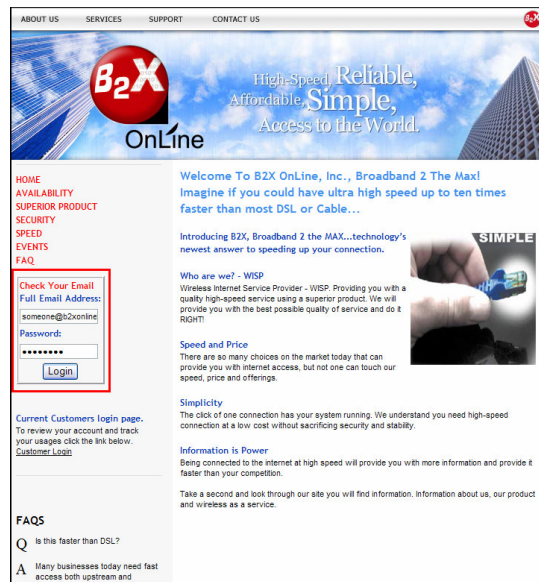 ABOUT US SERVICES SUPPORT CONTACT US
B2X
B2X
OnLine
High-Speed, Reliable,
Affordable, Simple,
Access to the World.
HOME
AVAILABILITY
SUPERIOR PRODUCT
SECURITY
SPEED
EVENTS
FAQ
Check Your Email
Full Email Address:
someone@b2xonline
Password:
••••••••
Login
Current Customers login page.
To review your account and track
your usages click the link below.
Customer Login
FAQS
Q Is this faster than DSL?
A Many businesses today need fast
access both upstream and
Welcome To B2X OnLine, Inc., Broadband 2 The Max!
Imagine if you could have ultra high speed up to ten times
faster than most DSL or Cable...
Introducing B2X, Broadband 2 the MAX...technology's
newest answer to speeding up your connection.
SIMPLE
Who are we? - WISP
Wireless Internet Service Provider - WISP. Providing you with a
quality high-speed service using a superior product. We will
provide you with the best possible quality of service and do it
RIGHT!
Speed and Price
There are so many choices on the market today that can
provide you with internet access, but not one can touch our
speed, price and offerings.
Simplicity
The click of one connection has your system running. We understand you need high-speed
connection at a low cost without sacrificing security and stability.
Information is Power
Being connected to the internet at high speed will provide you with more information and provide it
faster than your competition.
Take a second and look through our site you will find information. Information about us, our product
and wireless as a service.